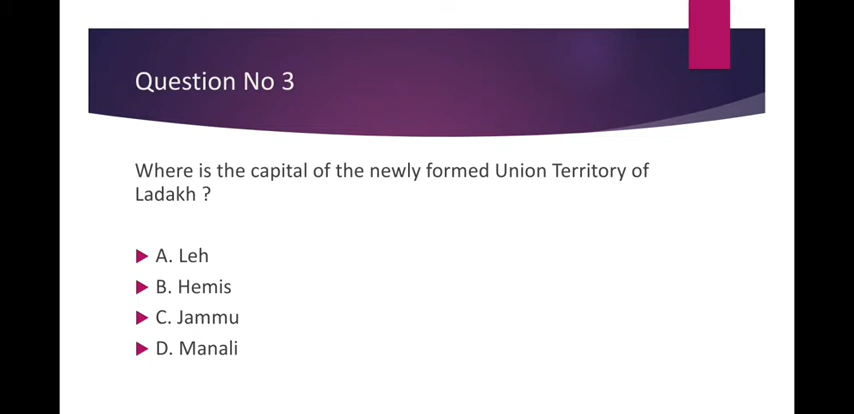 Question No 3
Where is the capital of the newly formed Union Territory of
Ladakh ?
A. Leh
B. Hemis
C. Jammu
D. Manali